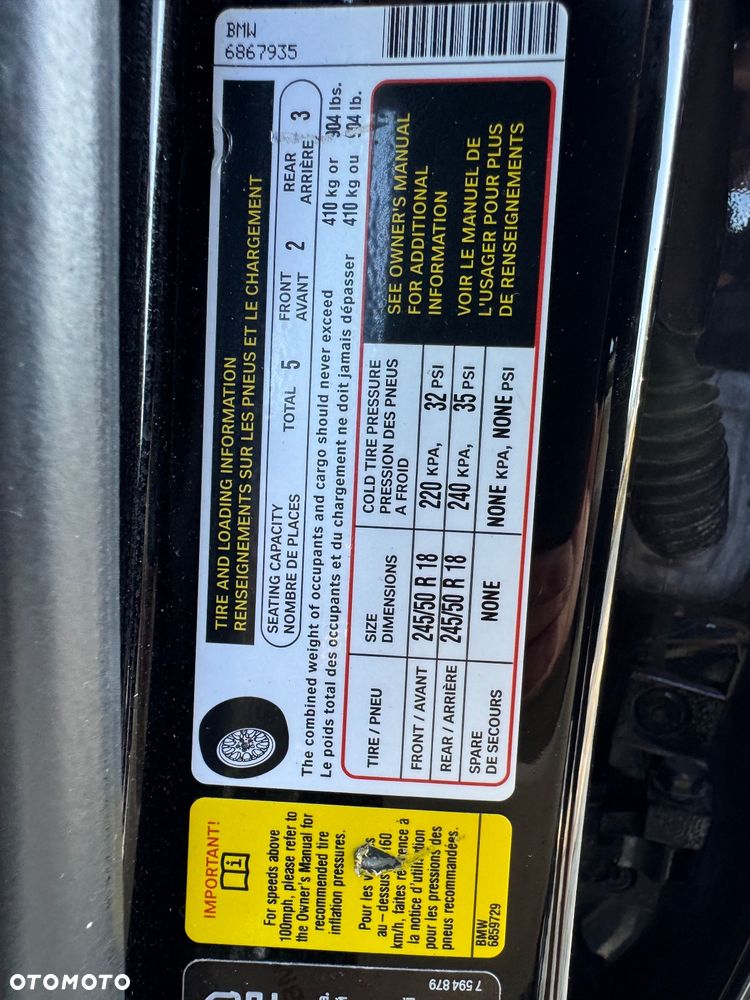 BMW
6867935
TIRE AND LOADING INFORMATION
RENSEIGNEMENTS SUR LES PNEUS ET LE CHARGEMENT
SEATING CAPACITY
NOMBRE DE PLACES
TOTAL 5
FRONT
AVANT
2
REAR
ARRIÈRE
3
The combined weight of occupants and cargo should never exceed 410 kg or 904 lbs.
Le poids total des occupants et du chargement ne doit jamais dépasser 410 kg ou 904 lb.
TIRE / PNEU
SIZE
DIMENSIONS
COLD TIRE PRESSURE
PRESSION DES PNEUS
A FROID
FRONT / AVANT 245/50 R 18 220 KPA, 32 PSI
REAR / ARRIÈRE 245/50 R 18 240 KPA, 35 PSI
SPARE
DE SECOURS
NONE NONE KPA, NONE PSI
SEE OWNER'S MANUAL
FOR ADDITIONAL
INFORMATION
VOIR LE MANUEL DE
L'USAGER POUR PLUS
DE RENSEIGNEMENTS
IMPORTANT!
For speeds above
100mph, please refer to
the Owner's Manual for
recommended tire
inflation pressures.
Pour les
au – dessus 160
km/h, faites
la notice
pour les pressions des
pneus recommandées.
BMW
6859729
7 594 879
OTOMOTO